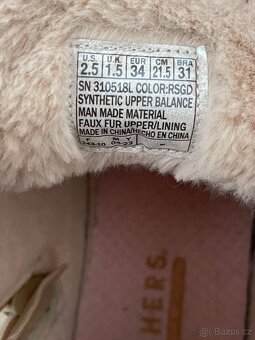 U.S. U.K. EUR CM BRA
2.5 1.5 34 21.5 31
SN 310518L COLOR:RSGD
SYNTHETIC UPPER BALANCE
MAN MADE MATERIAL
FAUX FUR UPPER/LINING
MADE IN CHINA/HECHO EN CHINA
M Y
-
HERS
© Bazoš.cz